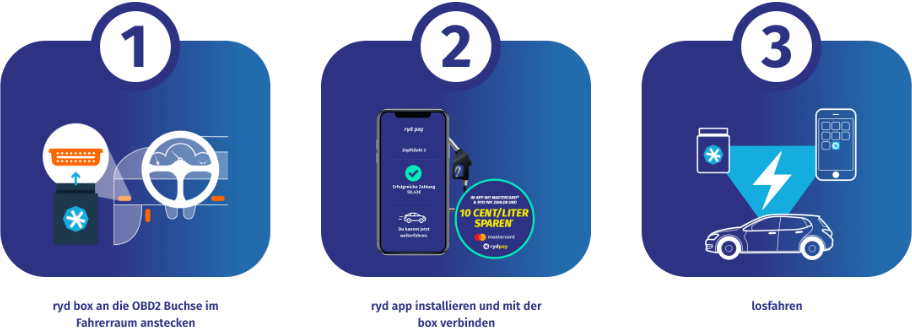 1
2
3
ryd pay
Zapfsäule 2
Erfolgreiche Zahlung
50,43€
Du kannst jetzt
weiterfahren.
IN-APP MIT MASTERCARD®
& RYD PAY ZAHLEN UND
10 CENT/LITER
SPAREN*
mastercard
rydpay
ryd box an die OBD2 Buchse im
Fahrerraum anstecken
ryd app installieren und mit der
box verbinden
losfahren